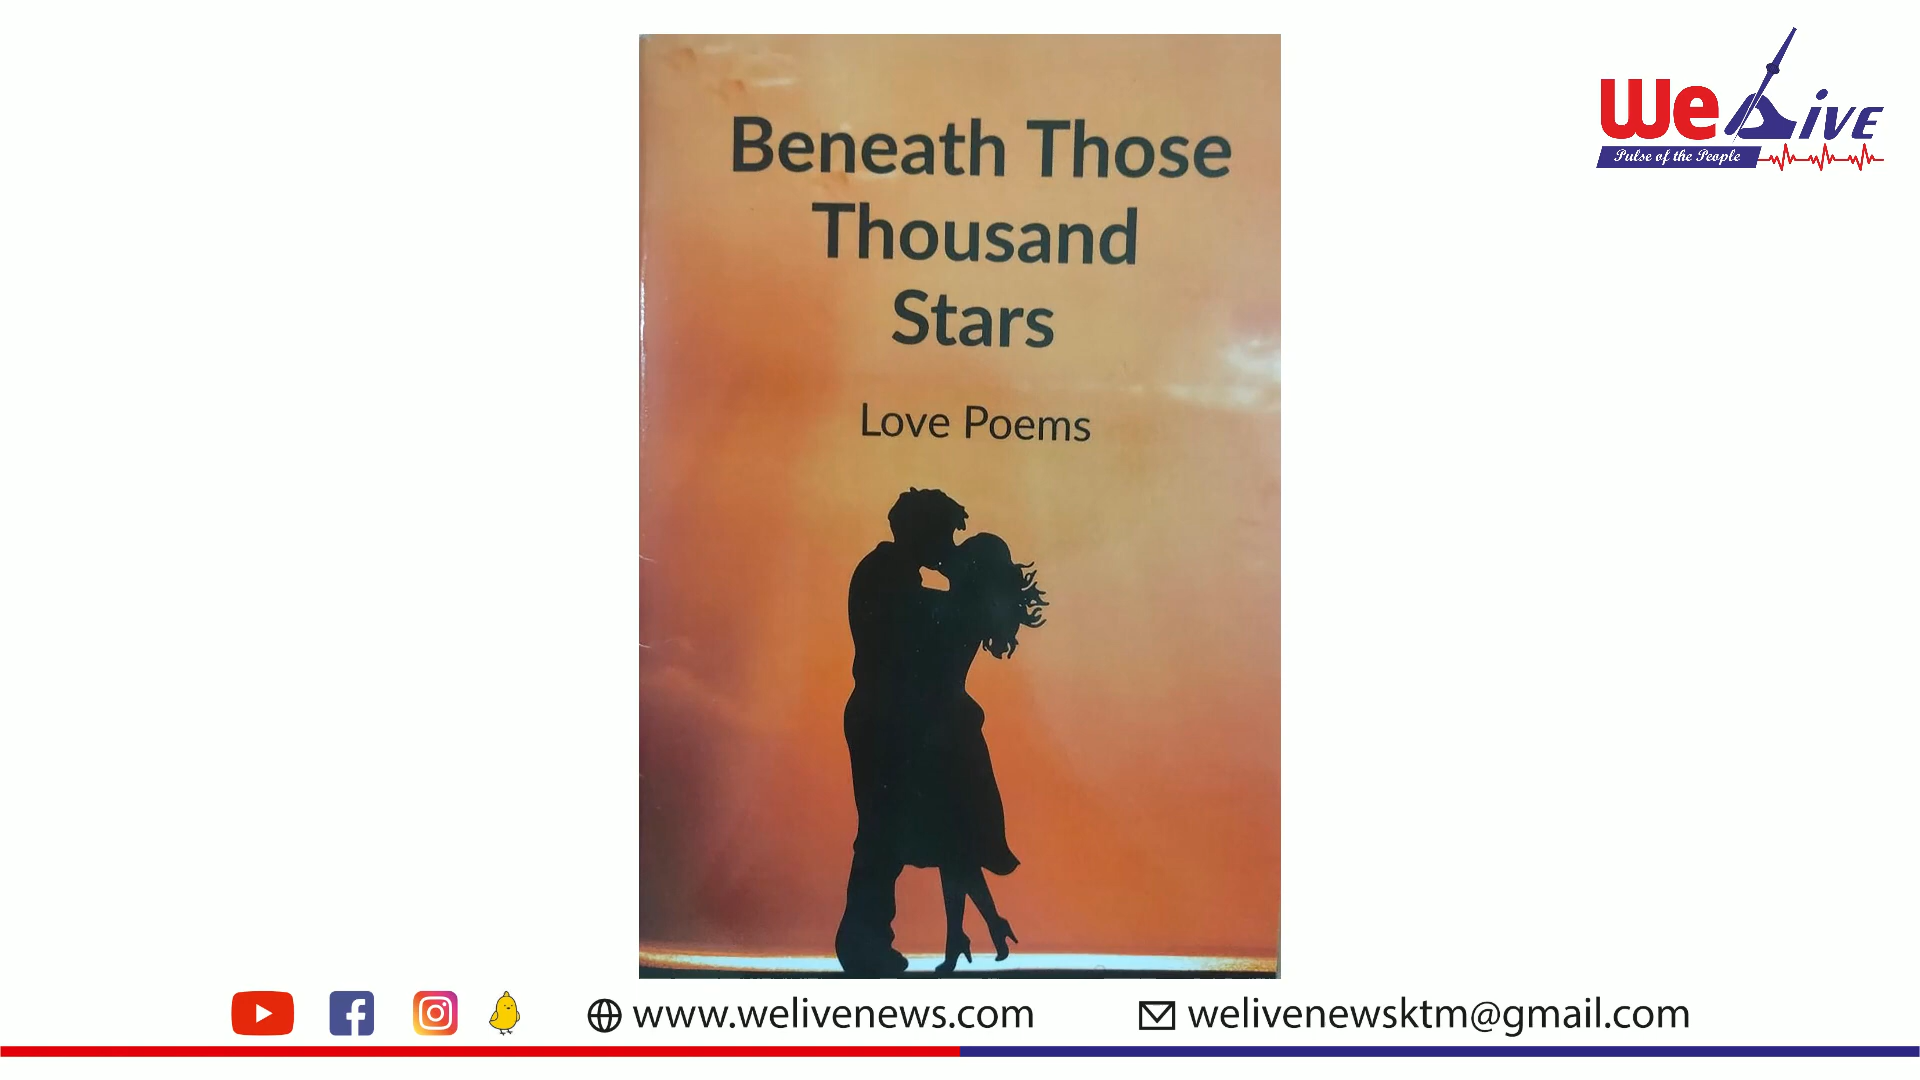 Beneath Those
Thousand
Stars
Love Poems
We Live
Pulse of the People
www.welivenews.com
welivenewsktm@gmail.com